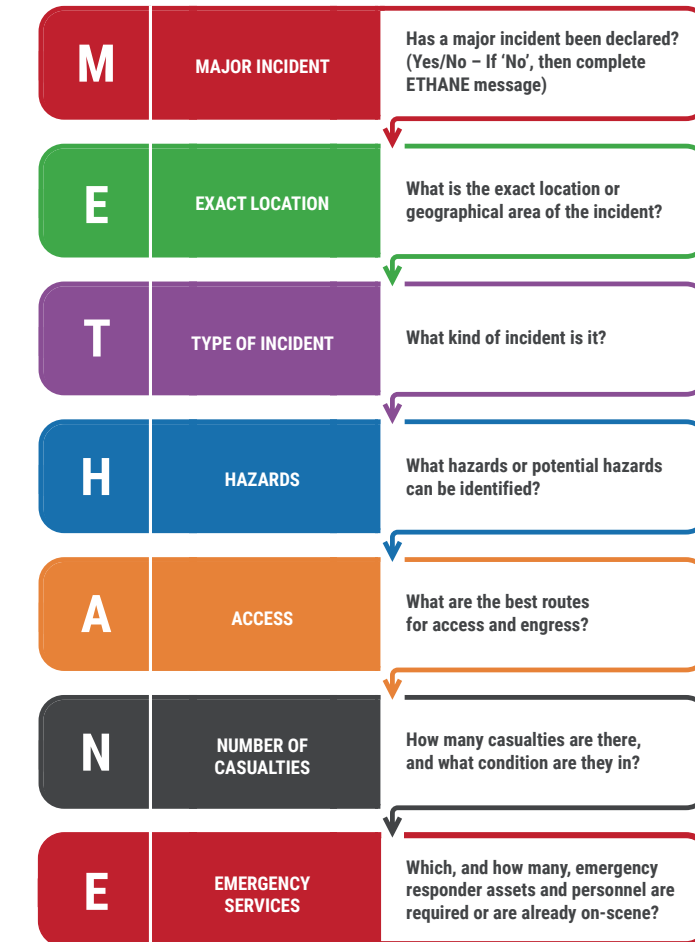 M
MAJOR INCIDENT
Has a major incident been declared?
(Yes/No – If ‘No’, then complete
ETHANE message)
E
EXACT LOCATION
What is the exact location or
geographical area of the incident?
T
TYPE OF INCIDENT
What kind of incident is it?
H
HAZARDS
What hazards or potential hazards
can be identified?
A
ACCESS
What are the best routes
for access and engress?
N
NUMBER OF
CASUALTIES
How many casualties are there,
and what condition are they in?
E
EMERGENCY
SERVICES
Which, and how many, emergency
responder assets and personnel are
required or are already on-scene?